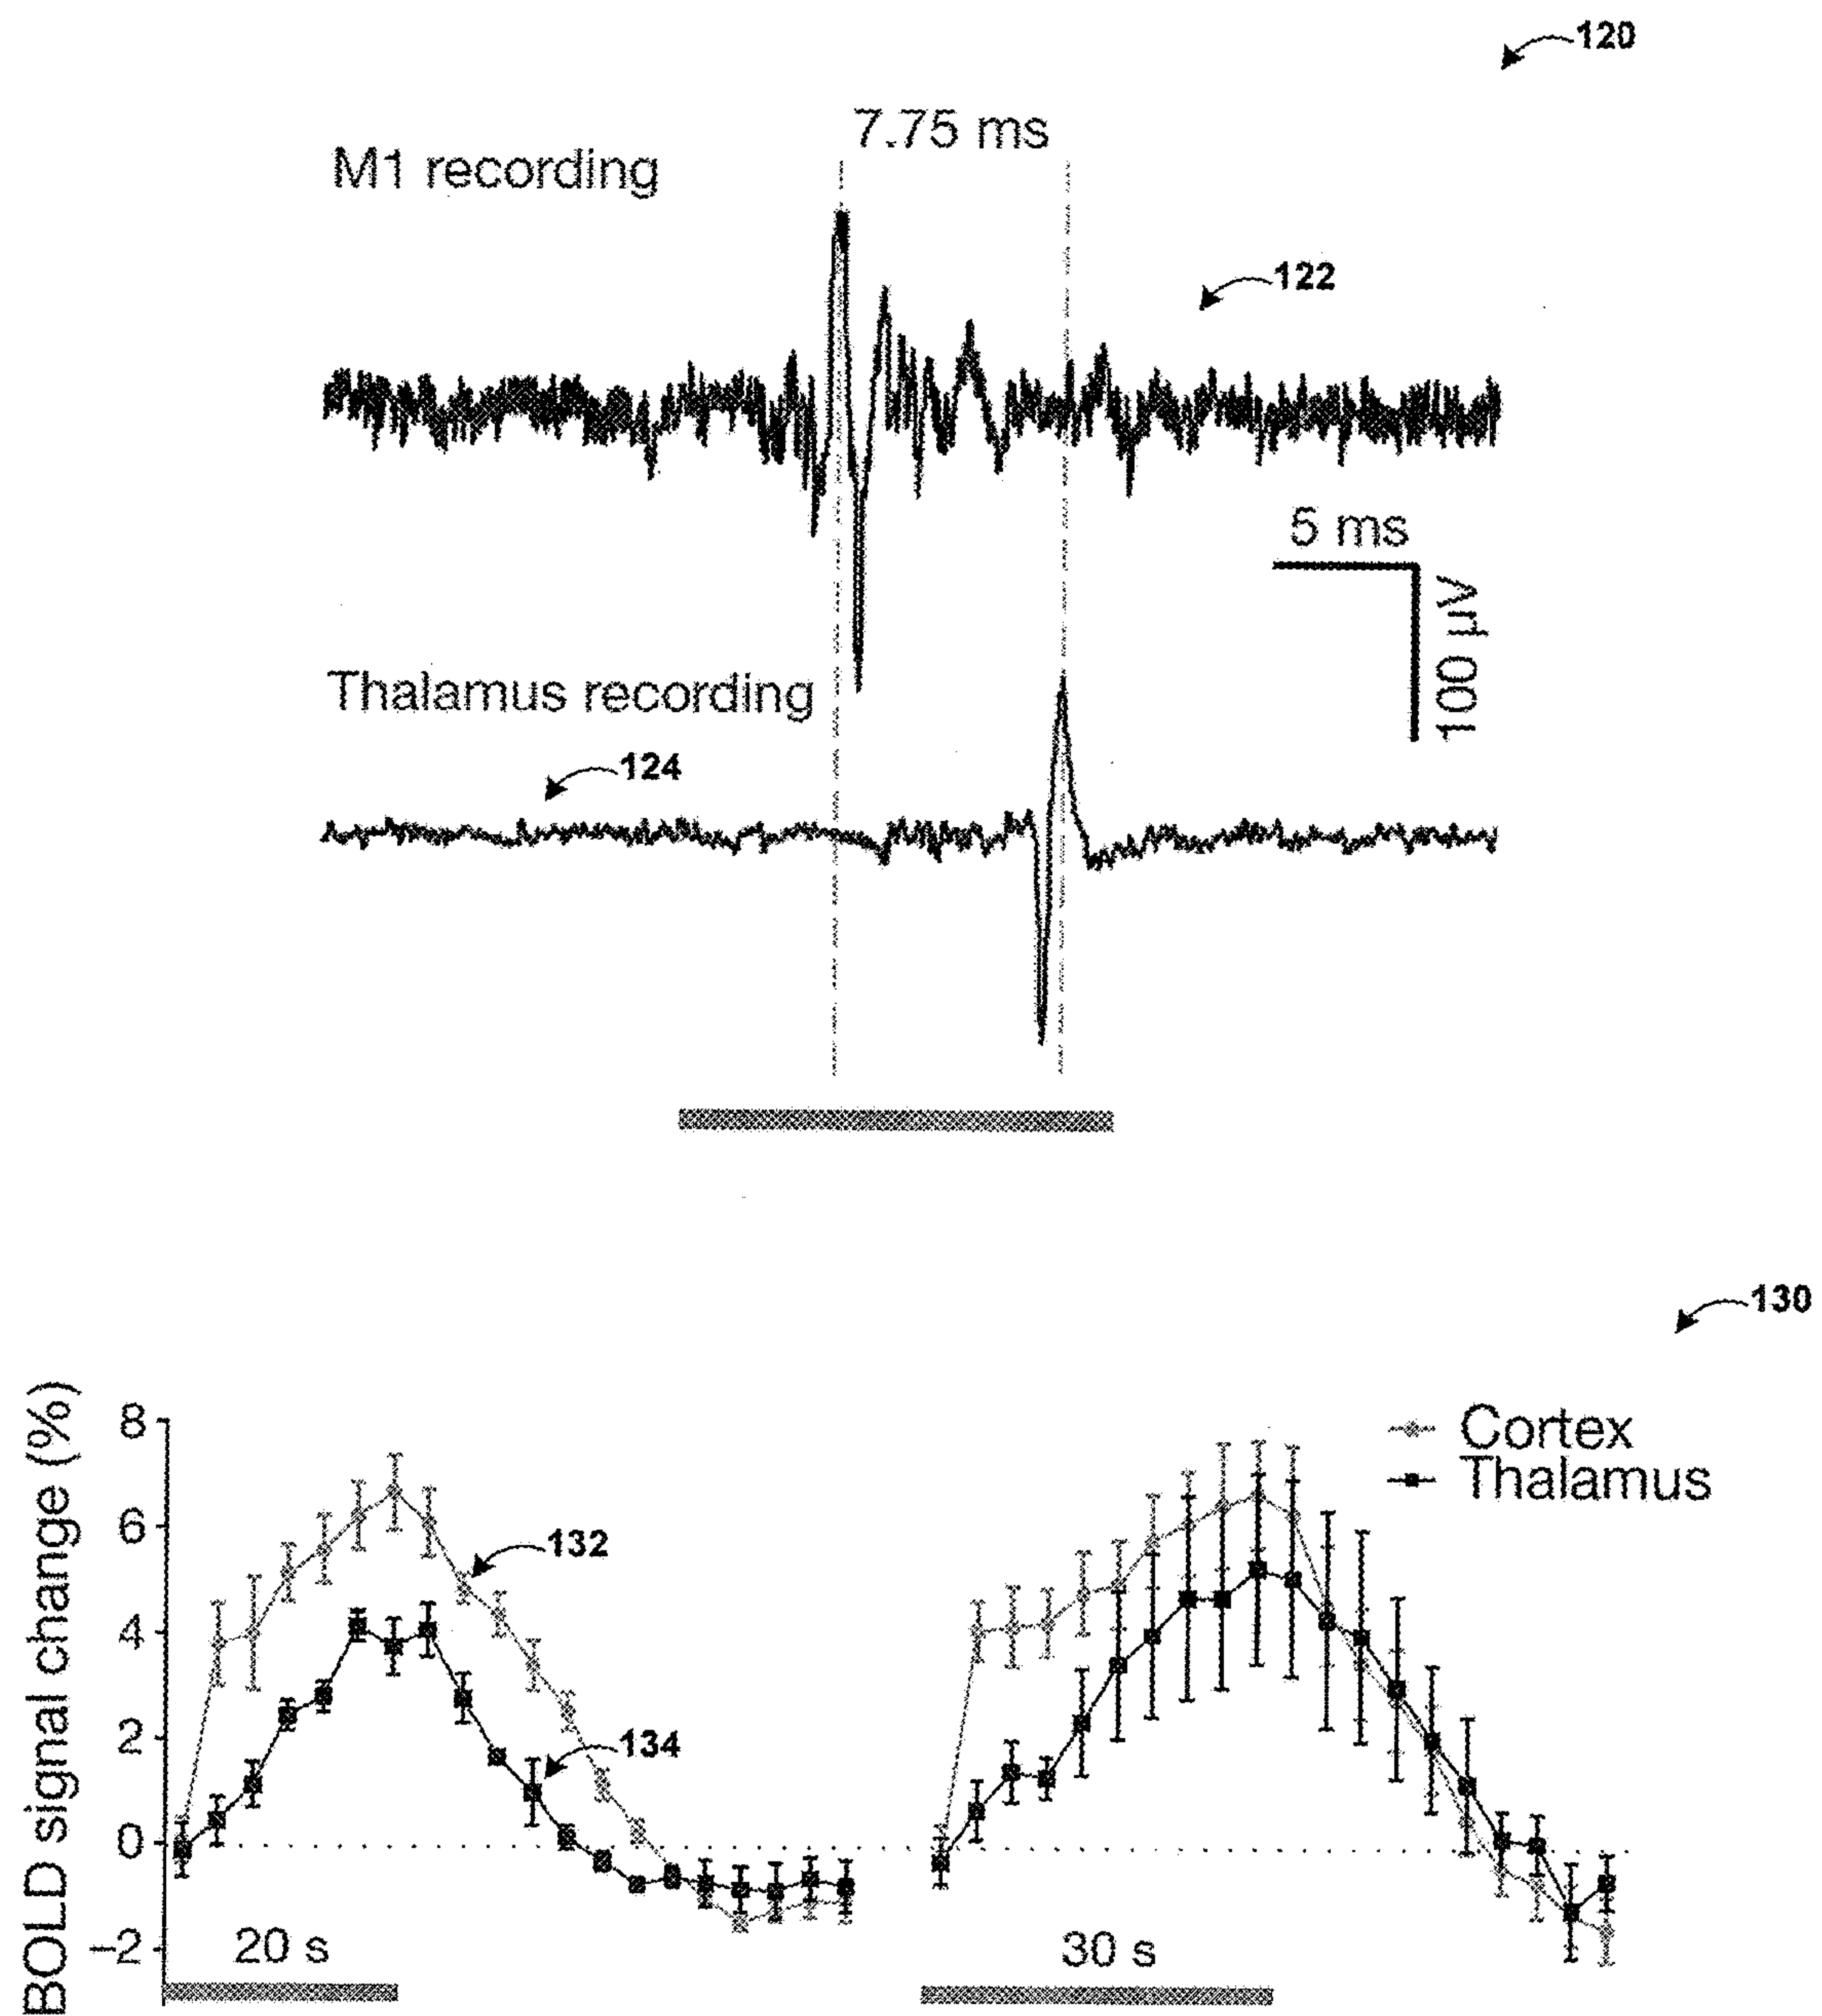 120
7.75 ms
M1 recording
122
5 ms
100 µV
Thalamus recording
124
130
BOLD signal change (%)
8
6
4
2
0
−2
Cortex
Thalamus
132
134
20 s
30 s